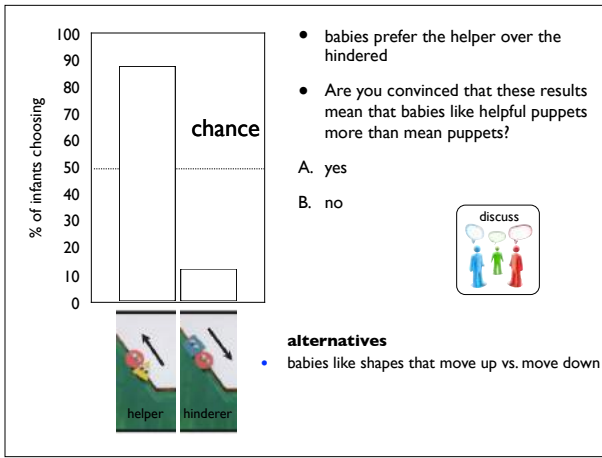 100
90
80
70
60
50
40
30
20
10
0
% of infants choosing
chance
helper
hinderer
• babies prefer the helper over the
hindered
• Are you convinced that these results
mean that babies like helpful puppets
more than mean puppets?
A. yes
B. no
discuss
alternatives
• babies like shapes that move up vs. move down